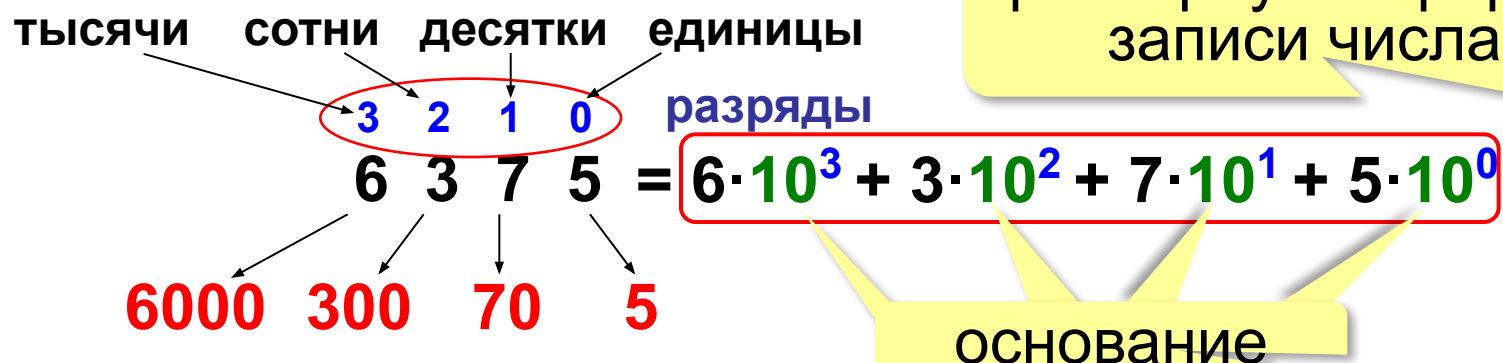 тысячи сотни десятки единицы
записи числа
3 2 1 0 разряды
6 3 7 5 = 6·10³ + 3·10² + 7·10¹ + 5·10⁰
6000 300 70 5
основание